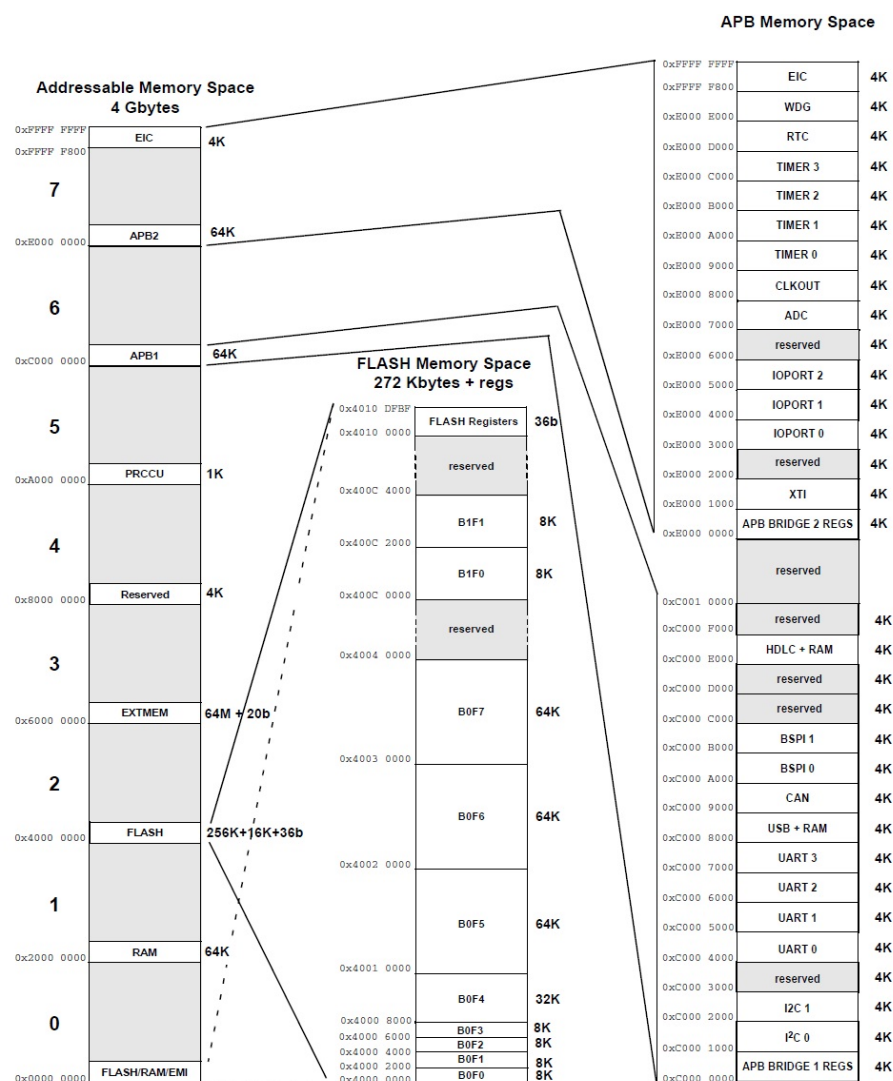 APB Memory Space
Addressable Memory Space
4 Gbytes
0xFFFF FFFF
EIC
4K
0xFFFF F800
7
APB2
64K
0xE000 0000
6
APB1
64K
0xC000 0000
5
PRCCU
1K
0xA000 0000
4
Reserved
4K
0x8000 0000
3
EXTMEM
64M + 20b
0x6000 0000
2
FLASH
256K+16K+36b
0x4000 0000
1
RAM
64K
0x2000 0000
0
FLASH/RAM/EMI
0x0000 0000
FLASH Memory Space
272 Kbytes + regs
0x4010 DFBF
FLASH Registers
36b
0x4010 0000
reserved
0x400C 4000
B1F1
8K
0x400C 2000
B1F0
8K
0x400C 0000
reserved
0x4004 0000
B0F7
64K
0x4003 0000
B0F6
64K
0x4002 0000
B0F5
64K
0x4001 0000
B0F4
32K
0x4000 8000
B0F3
8K
0x4000 6000
B0F2
8K
0x4000 4000
B0F1
8K
0x4000 2000
B0F0
8K
0x4000 0000
0xFFFF FFFF
EIC
4K
0xFFFF F800
WDG
4K
0xE000 E000
RTC
4K
0xE000 D000
TIMER 3
4K
0xE000 C000
TIMER 2
4K
0xE000 B000
TIMER 1
4K
0xE000 A000
TIMER 0
4K
0xE000 9000
CLKOUT
4K
0xE000 8000
ADC
4K
0xE000 7000
reserved
4K
0xE000 6000
IOPORT 2
4K
0xE000 5000
IOPORT 1
4K
0xE000 4000
IOPORT 0
4K
0xE000 3000
reserved
4K
0xE000 2000
XTI
4K
0xE000 1000
APB BRIDGE 2 REGS
4K
0xE000 0000
reserved
0xC001 0000
reserved
4K
0xC000 F000
HDLC + RAM
4K
0xC000 E000
reserved
4K
0xC000 D000
reserved
4K
0xC000 C000
BSPI 1
4K
0xC000 B000
BSPI 0
4K
0xC000 A000
CAN
4K
0xC000 9000
USB + RAM
4K
0xC000 8000
UART 3
4K
0xC000 7000
UART 2
4K
0xC000 6000
UART 1
4K
0xC000 5000
UART 0
4K
0xC000 4000
reserved
4K
0xC000 3000
I2C 1
4K
0xC000 2000
I²C 0
4K
0xC000 1000
APB BRIDGE 1 REGS
4K
0xC000 0000